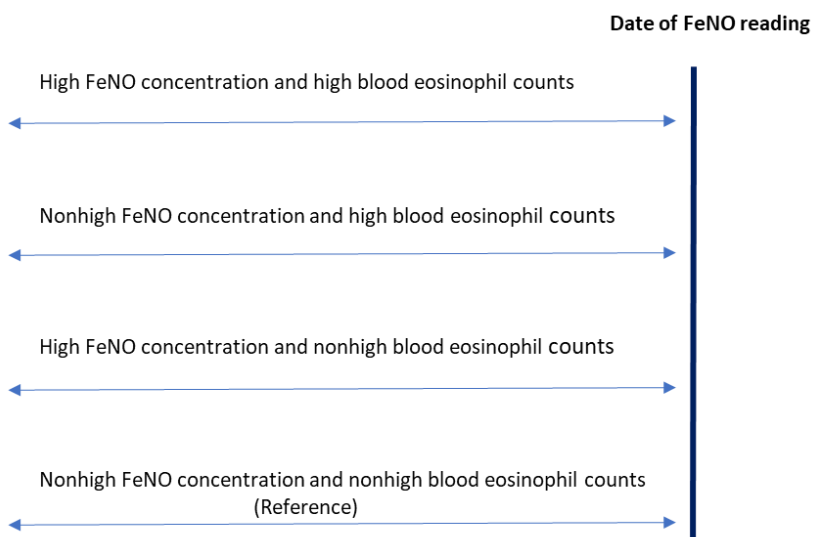 Date of FeNO reading
High FeNO concentration and high blood eosinophil counts
Nonhigh FeNO concentration and high blood eosinophil counts
High FeNO concentration and nonhigh blood eosinophil counts
Nonhigh FeNO concentration and nonhigh blood eosinophil counts
(Reference)